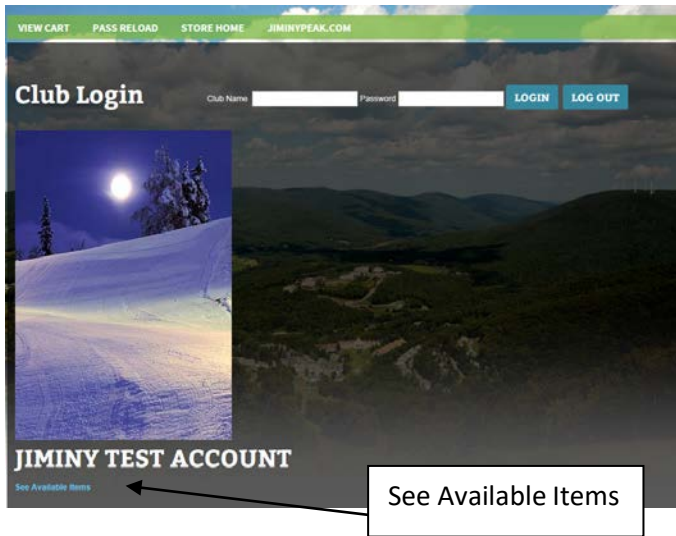 VIEW CART PASS RELOAD STORE HOME JIMINYPEAK.COM
Club Login Club Name Password LOGIN LOG OUT
JIMINY TEST ACCOUNT
See Available Items
See Available Items